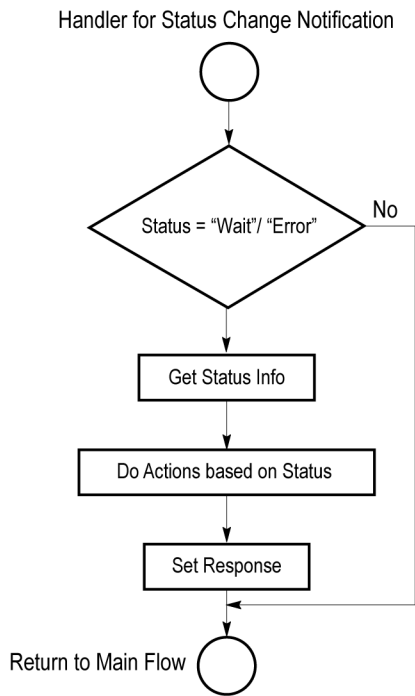 Handler for Status Change Notification
Status = “Wait”/ “Error”
No
Get Status Info
Do Actions based on Status
Set Response
Return to Main Flow